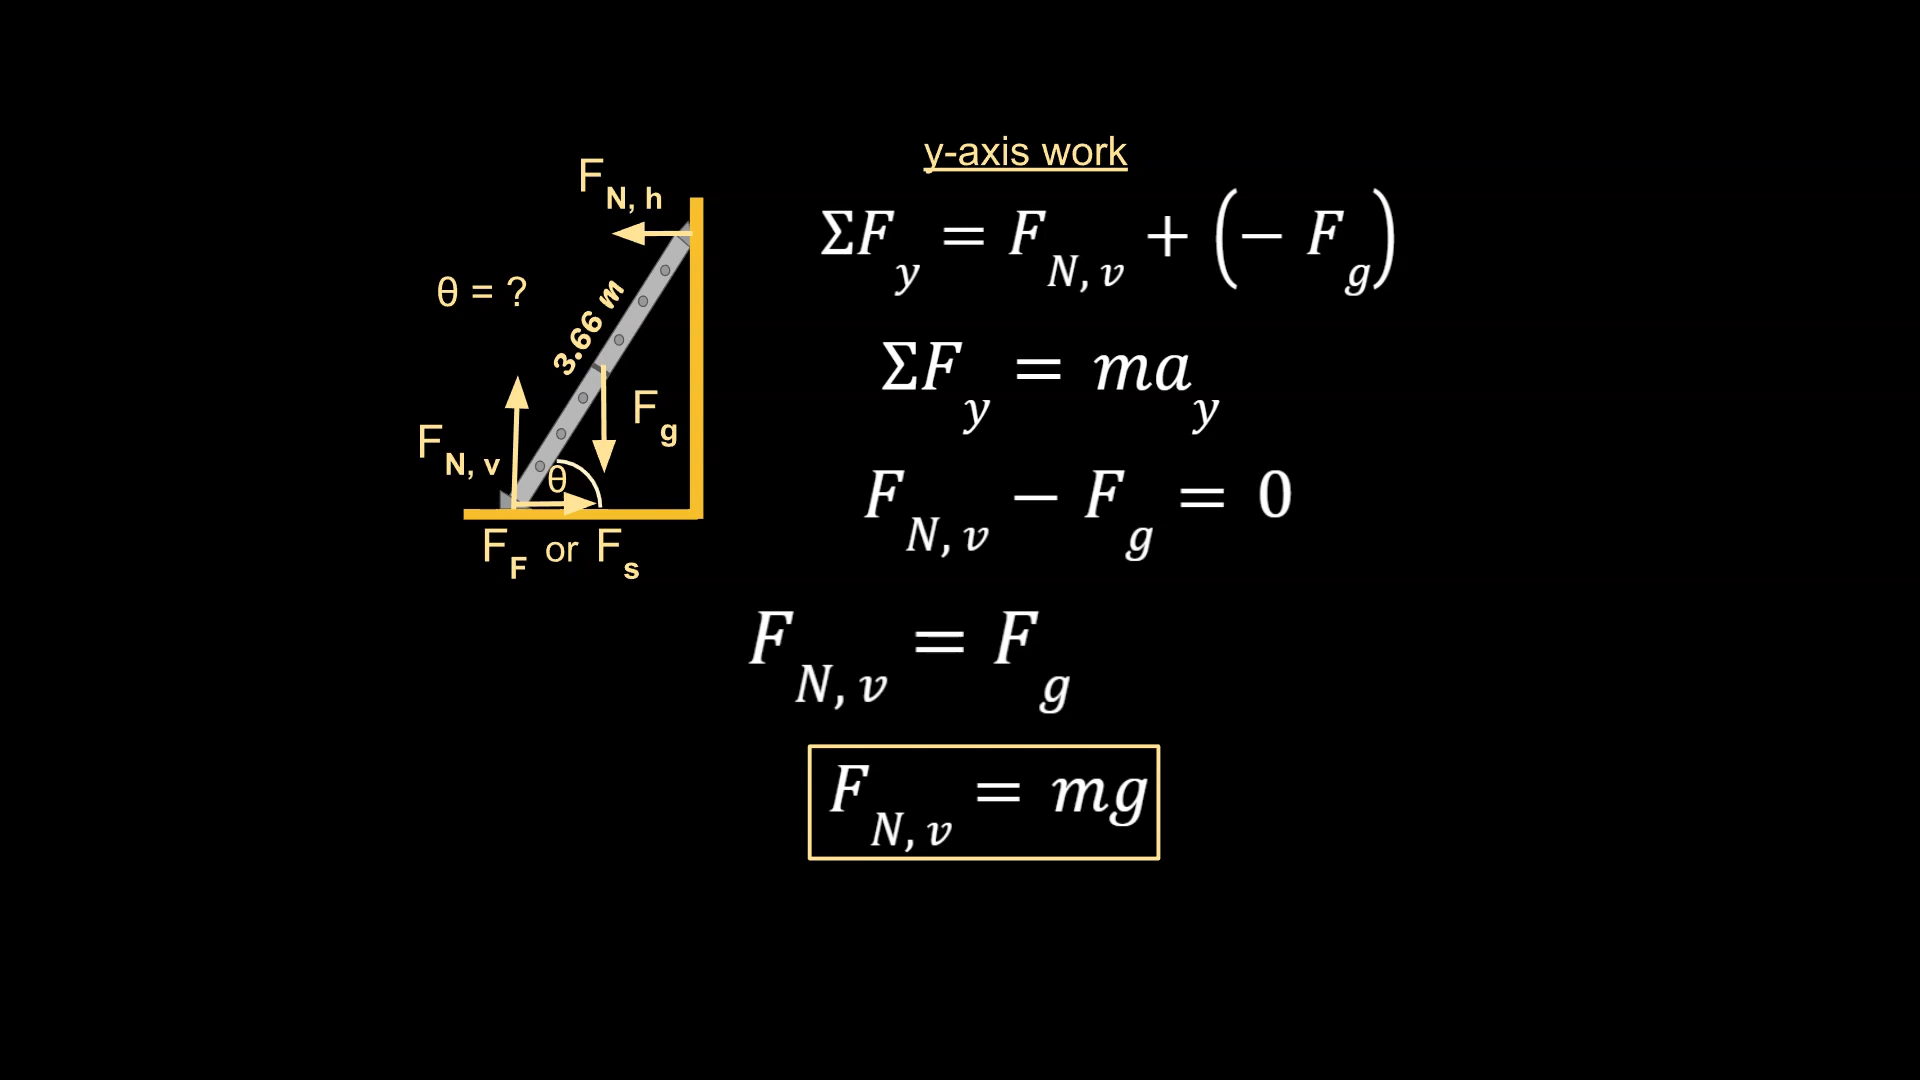 y-axis work
F N, h
θ = ?
3.66 m
F N, v
F g
θ
F F or F s
ΣF y = F N, v + (− F g)
ΣF y = ma y
F N, v − F g = 0
F N, v = F g
F N, v = mg